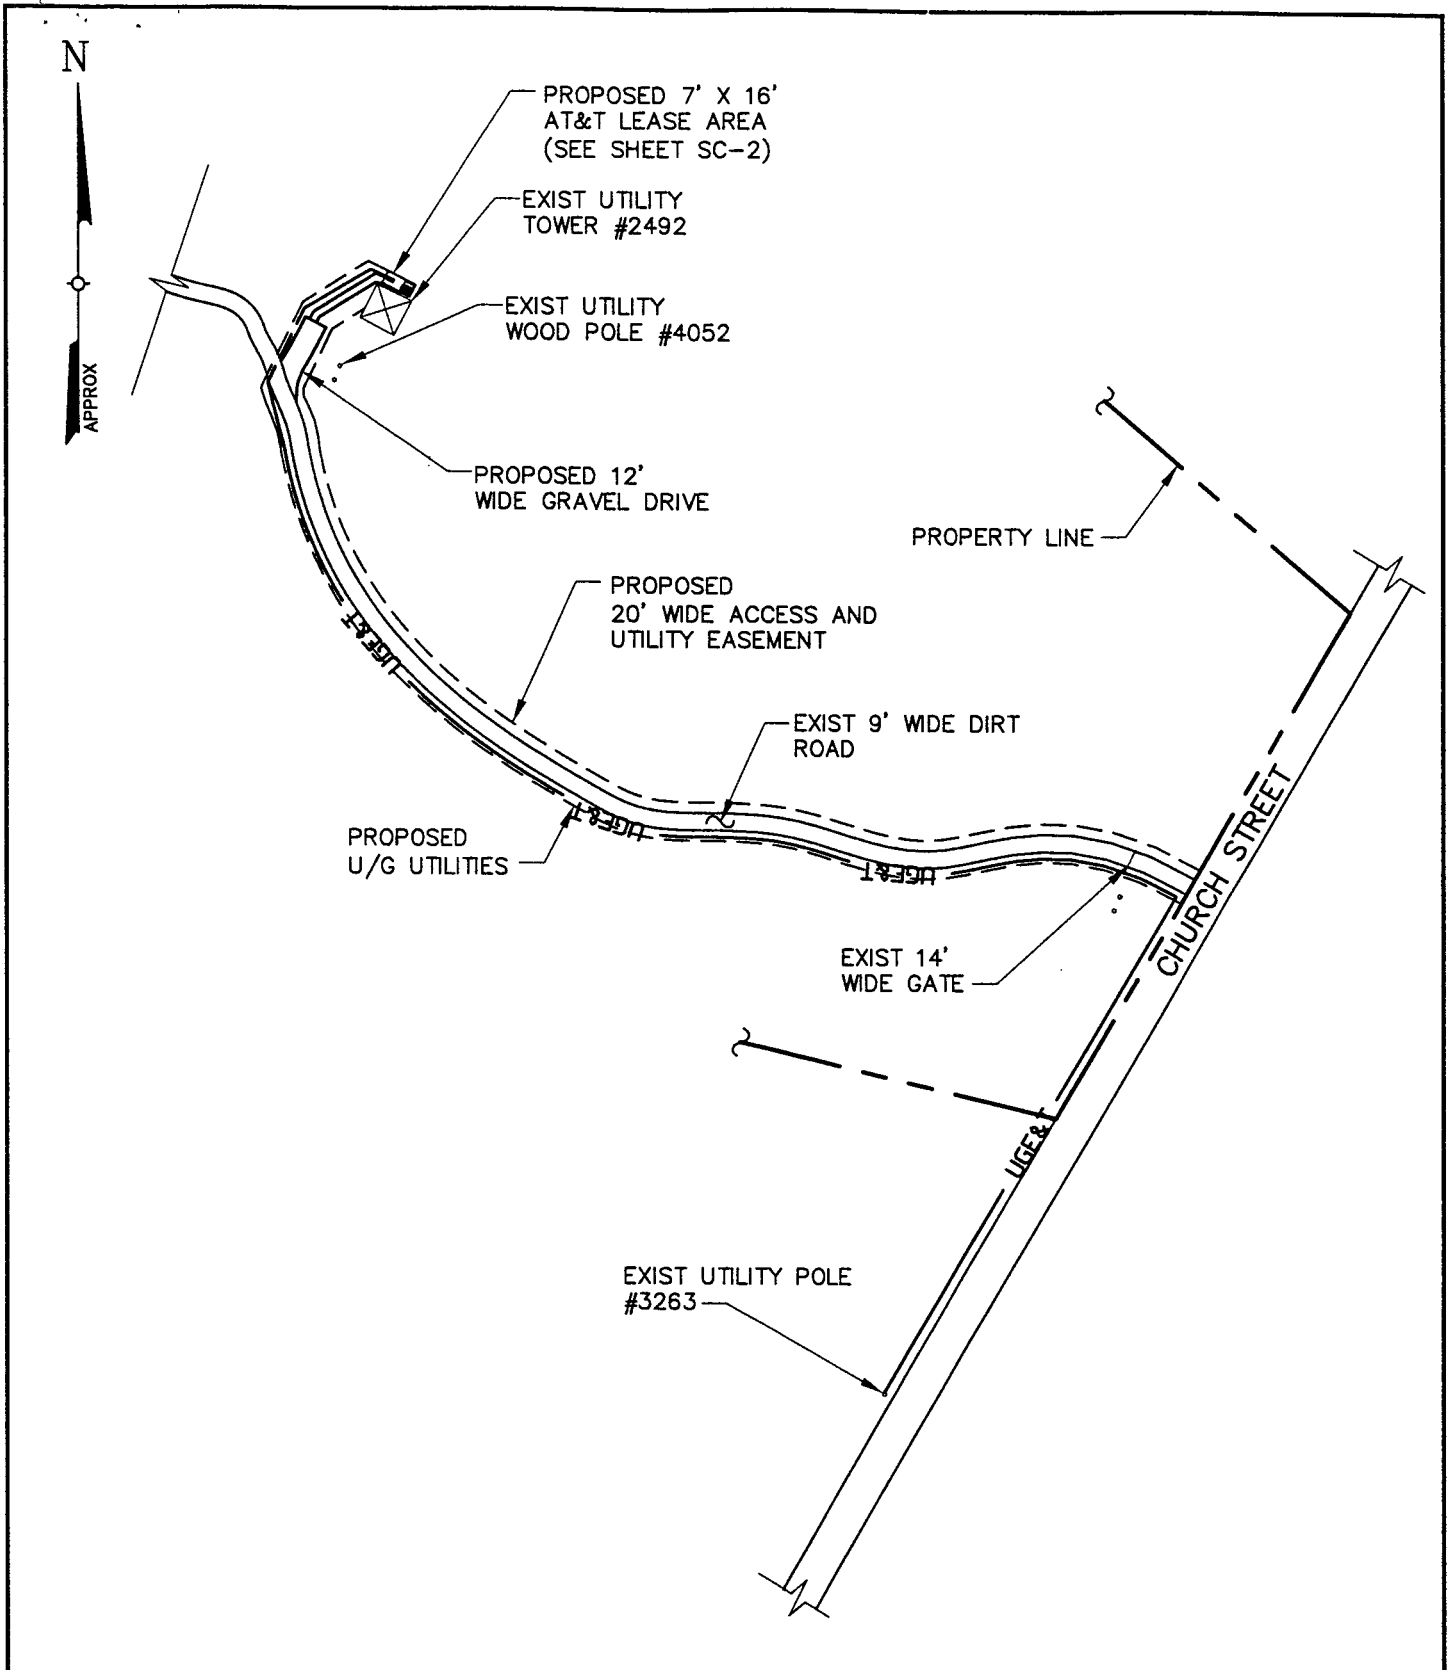 N
APPROX
PROPOSED 7' X 16'
AT&T LEASE AREA
(SEE SHEET SC-2)
EXIST UTILITY
TOWER #2492
EXIST UTILITY
WOOD POLE #4052
PROPOSED 12'
WIDE GRAVEL DRIVE
PROPERTY LINE
PROPOSED
20' WIDE ACCESS AND
UTILITY EASEMENT
UGE&T
EXIST 9' WIDE DIRT
ROAD
PROPOSED
U/G UTILITIES
UGE&T
UGE&T
CHURCH STREET
EXIST 14'
WIDE GATE
UGE&T
EXIST UTILITY POLE
#3263